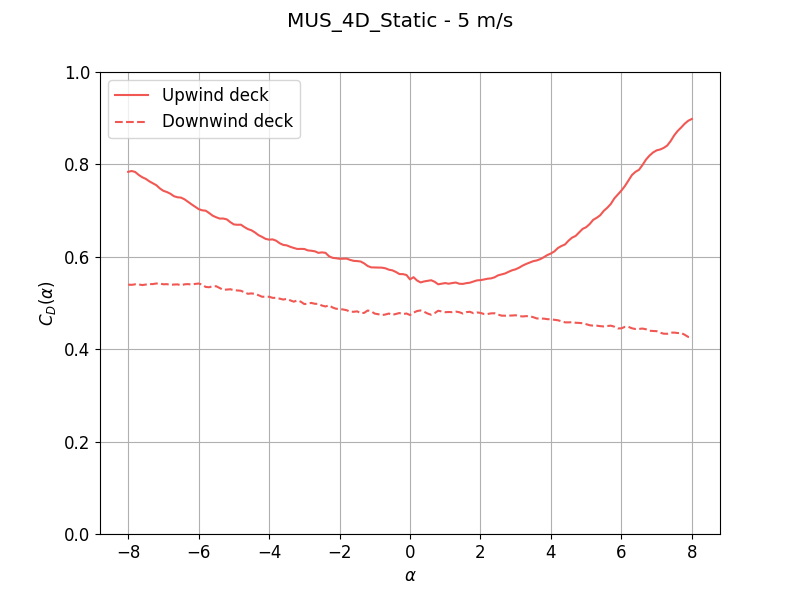 MUS_4D_Static - 5 m/s
1.0
Upwind deck
Downwind deck
0.8
0.6
0.4
0.2
0.0
C_D(α)
−8 −6 −4 −2 0 2 4 6 8
α